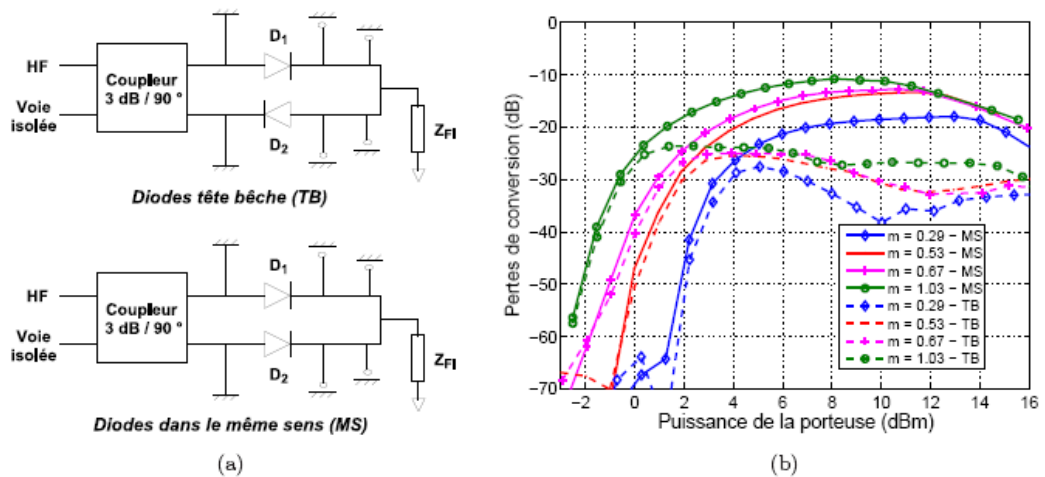 HF
Voie
isolée
Coupleur
3 dB / 90 °
D1
D2
ZFI
Diodes tête bêche (TB)
HF
Voie
isolée
Coupleur
3 dB / 90 °
D1
D2
ZFI
Diodes dans le même sens (MS)
(a)
Pertes de conversion (dB)
0
−10
−20
−30
−40
−50
−60
−70
−2
0
2
4
6
8
10
12
14
16
Puissance de la porteuse (dBm)
m = 0.29 − MS
m = 0.53 − MS
m = 0.67 − MS
m = 1.03 − MS
m = 0.29 − TB
m = 0.53 − TB
m = 0.67 − TB
m = 1.03 − TB
(b)